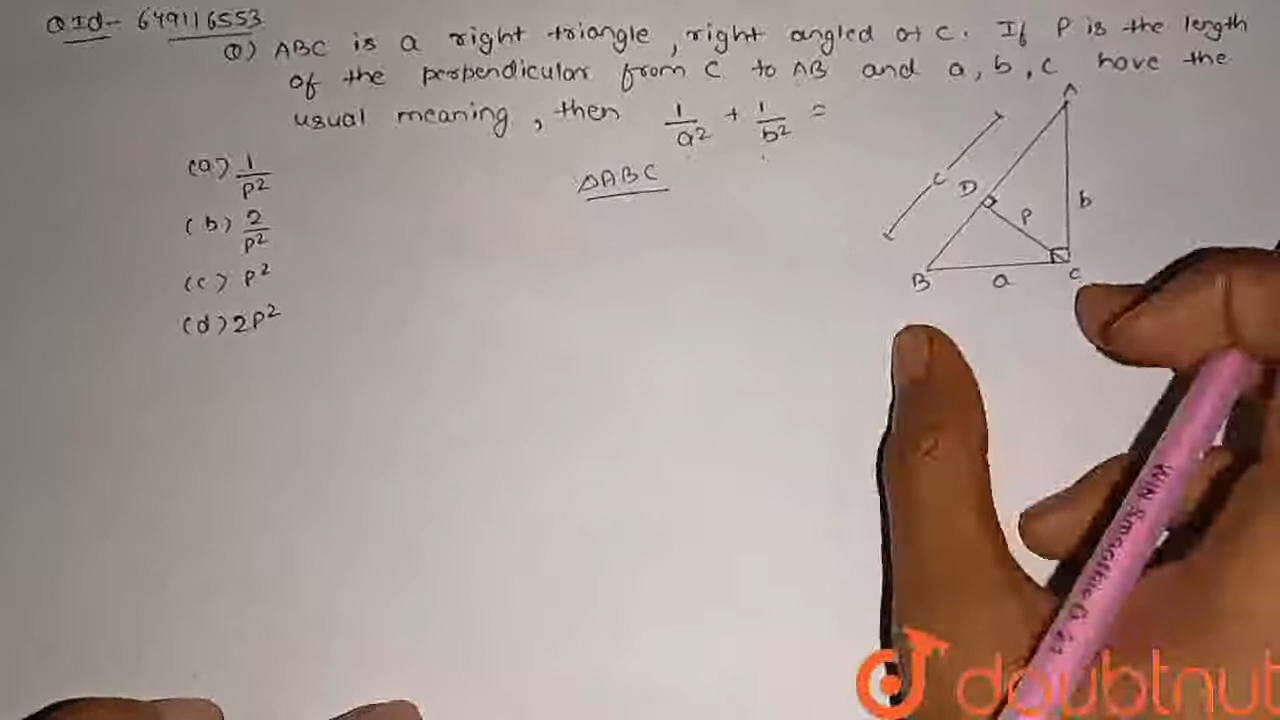 QId- 649116553
Q) ABC is a right triangle, right angled at C. If P is the length
of the perpendicular from C to AB and a, b, c have the
usual meaning, then 1/a² + 1/b² =
(a) 1/P²
(b) 2/P²
(c) P²
(d) 2P²
ΔABC
A
c
D
P
b
B
a
C
doubtnut